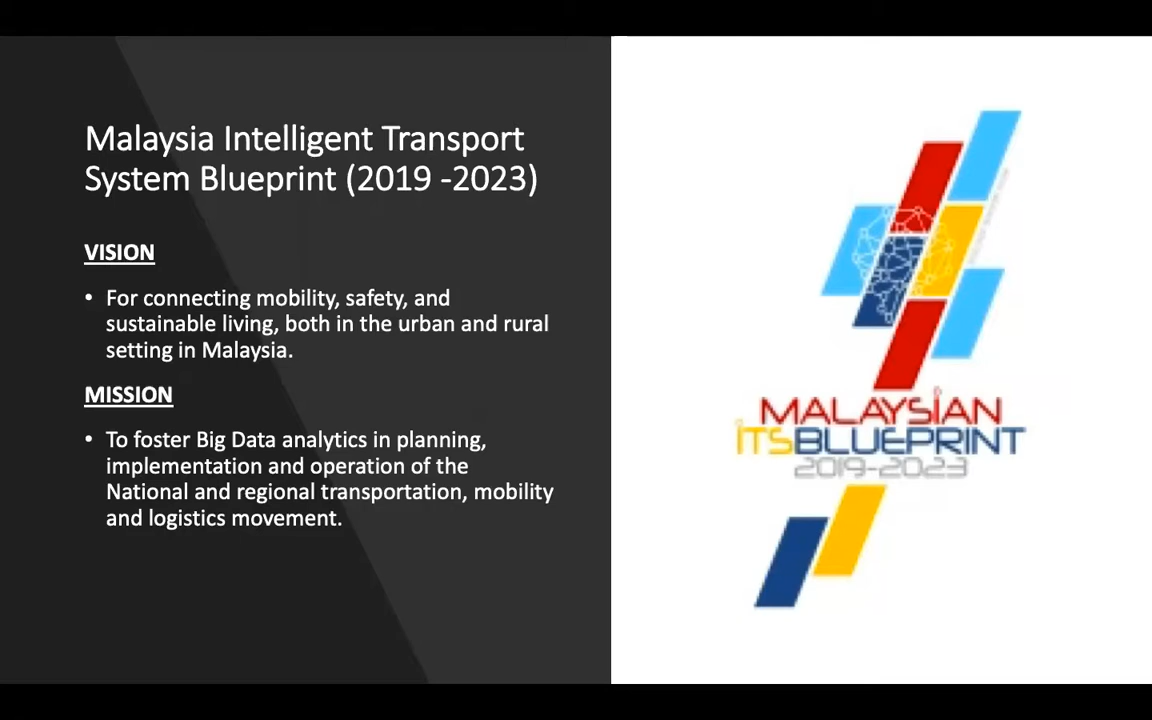 Malaysia Intelligent Transport
System Blueprint (2019 -2023)
VISION
• For connecting mobility, safety, and
sustainable living, both in the urban and rural
setting in Malaysia.
MISSION
• To foster Big Data analytics in planning,
implementation and operation of the
National and regional transportation, mobility
and logistics movement.
MALAYSiAN
iTSBLUEPRINT
2019-2023